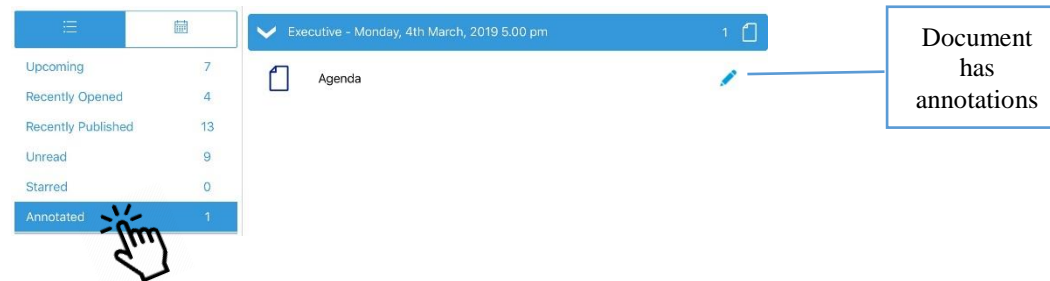 Executive - Monday, 4th March, 2019 5.00 pm 1
Upcoming 7
Recently Opened 4
Recently Published 13
Unread 9
Starred 0
Annotated 1
Agenda
Document
has
annotations